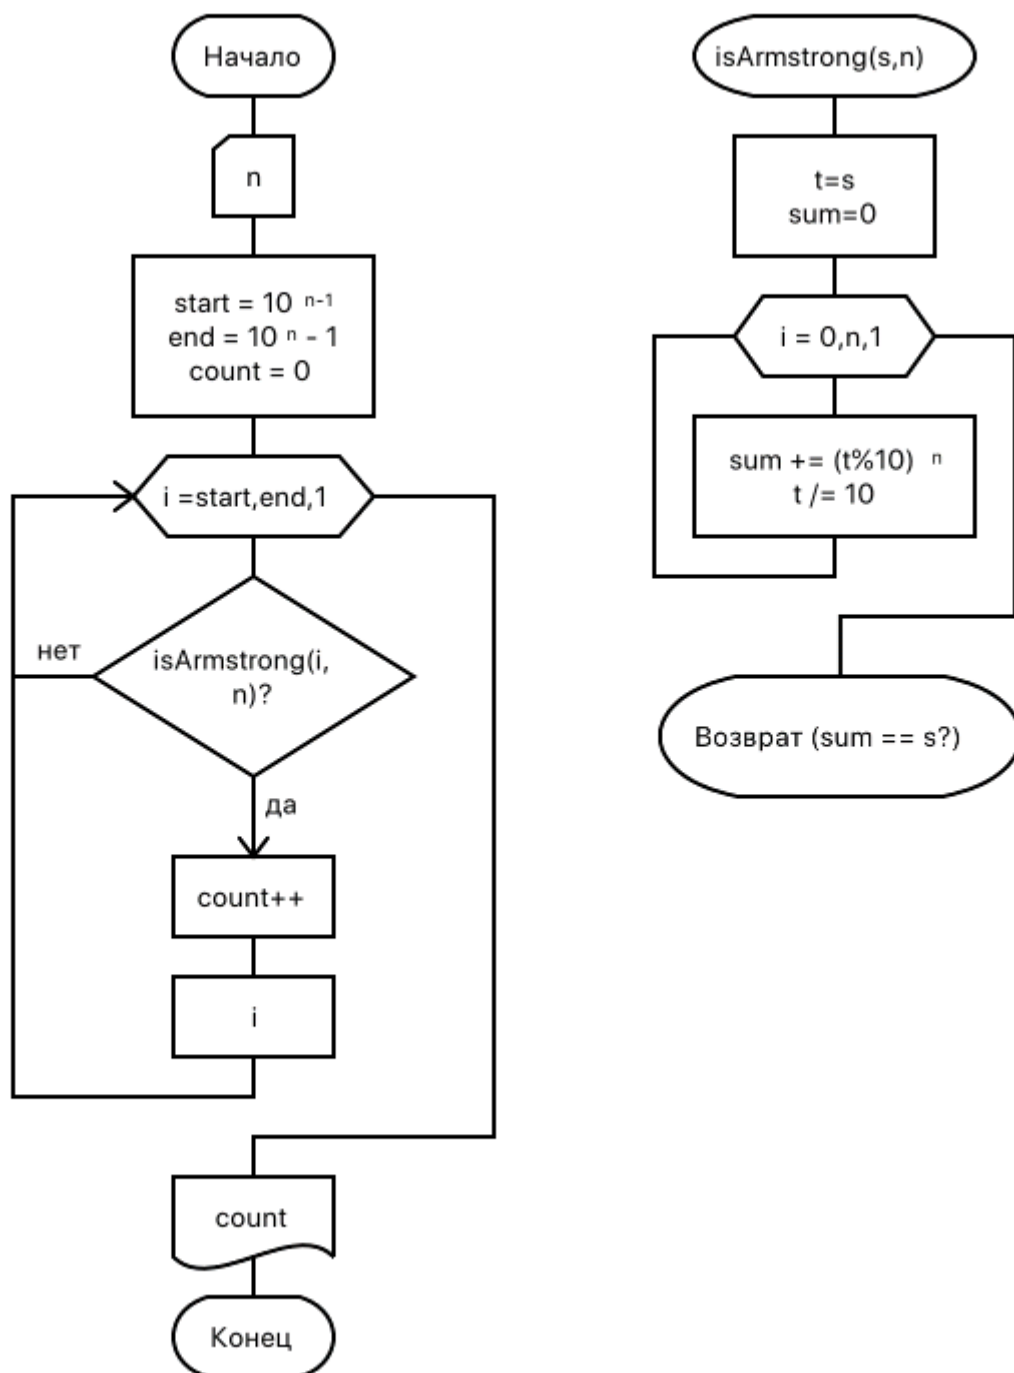 Начало
n
start = 10 n-1
end = 10 n - 1
count = 0
i =start,end,1
нет
isArmstrong(i,
n)?
да
count++
i
count
Конец
isArmstrong(s,n)
t=s
sum=0
i = 0,n,1
sum += (t%10) n
t /= 10
Возврат (sum == s?)